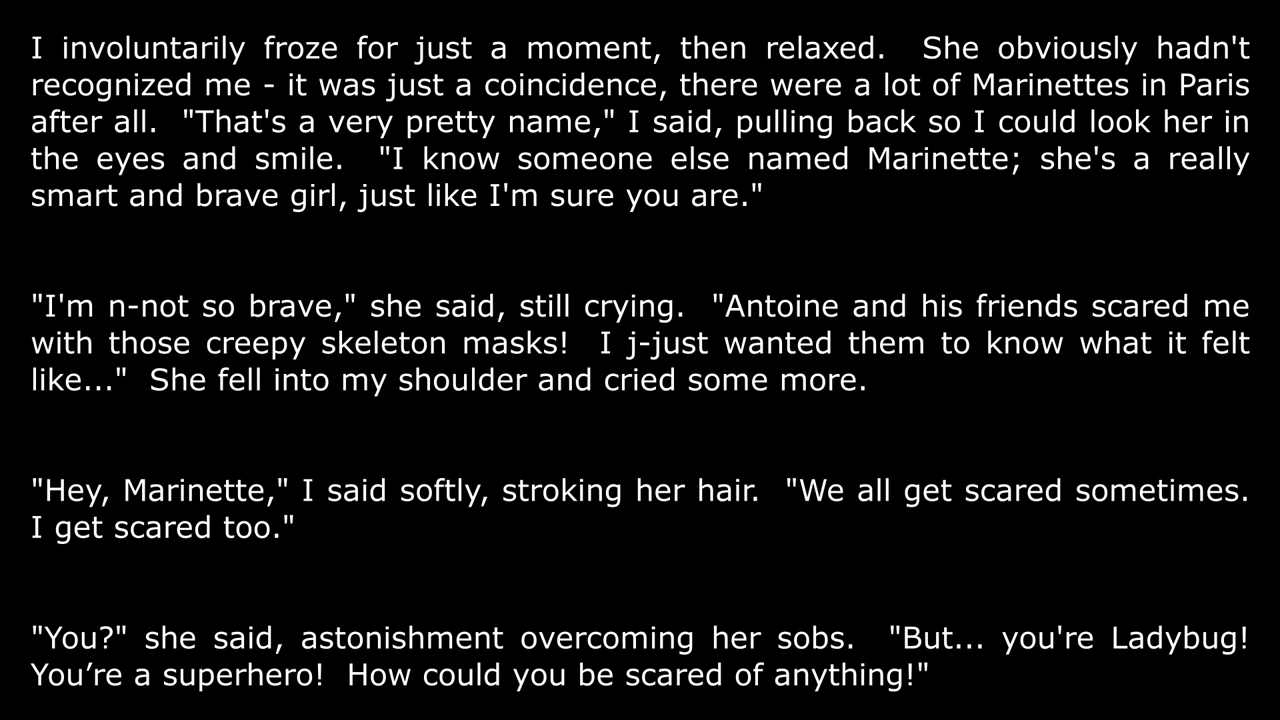 I involuntarily froze for just a moment, then relaxed.  She obviously hadn't
recognized me - it was just a coincidence, there were a lot of Marinettes in Paris
after all.  "That's a very pretty name," I said, pulling back so I could look her in
the eyes and smile.  "I know someone else named Marinette; she's a really
smart and brave girl, just like I'm sure you are."
"I'm n-not so brave," she said, still crying.  "Antoine and his friends scared me
with those creepy skeleton masks!  I j-just wanted them to know what it felt
like..."  She fell into my shoulder and cried some more.
"Hey, Marinette," I said softly, stroking her hair.  "We all get scared sometimes.
I get scared too."
"You?" she said, astonishment overcoming her sobs.  "But... you're Ladybug!
You’re a superhero!  How could you be scared of anything!"